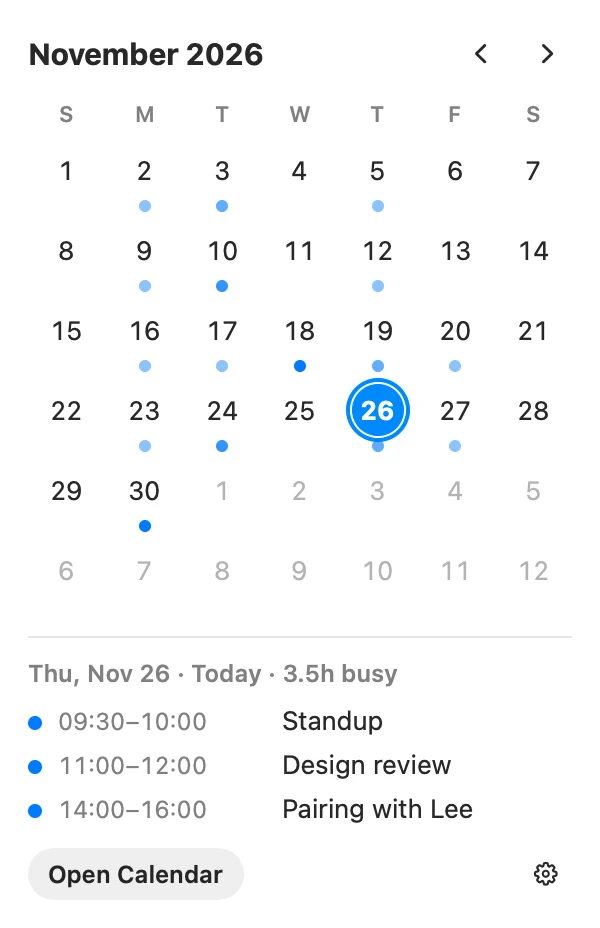 November 2026
S M T W T F S
1 2 3 4 5 6 7
8 9 10 11 12 13 14
15 16 17 18 19 20 21
22 23 24 25 26 27 28
29 30 1 2 3 4 5
6 7 8 9 10 11 12
Thu, Nov 26 · Today · 3.5h busy
09:30–10:00 Standup
11:00–12:00 Design review
14:00–16:00 Pairing with Lee
Open Calendar